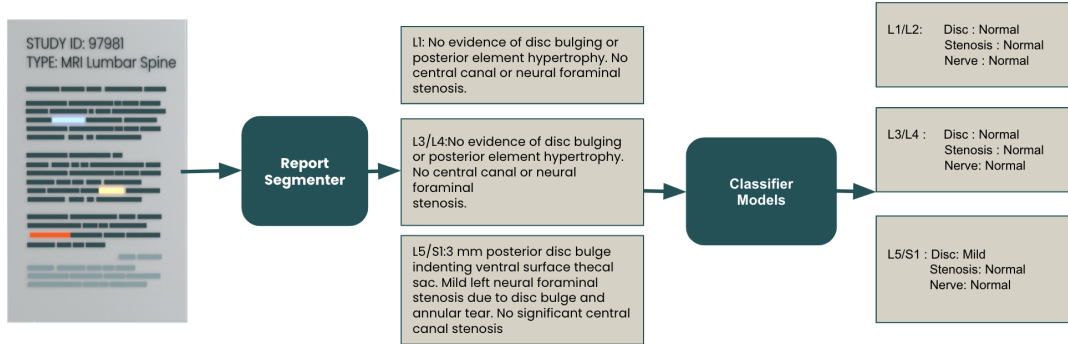 STUDY ID: 97981
TYPE: MRI Lumbar Spine
Report
Segmenter
L1: No evidence of disc bulging or
posterior element hypertrophy. No
central canal or neural foraminal
stenosis.
L3/L4:No evidence of disc bulging
or posterior element hypertrophy.
No central canal or neural
foraminal
stenosis.
L5/S1:3 mm posterior disc bulge
indenting ventral surface thecal
sac. Mild left neural foraminal
stenosis due to disc bulge and
annular tear. No significant central
canal stenosis
Classifier
Models
L1/L2: Disc : Normal
Stenosis : Normal
Nerve : Normal
L3/L4 : Disc : Normal
Stenosis : Normal
Nerve: Normal
L5/S1 : Disc: Mild
Stenosis: Normal
Nerve: Normal